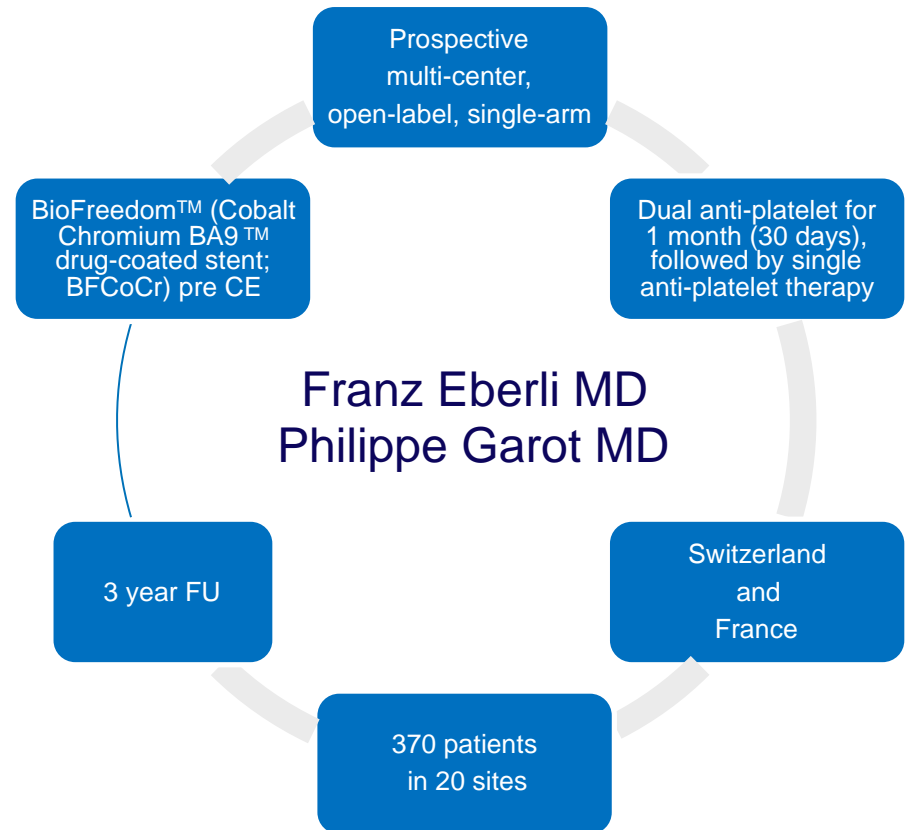 Prospective
multi-center,
open-label, single-arm
Dual anti-platelet for
1 month (30 days),
followed by single
anti-platelet therapy
Switzerland
and
France
370 patients
in 20 sites
3 year FU
BioFreedom™ (Cobalt
Chromium BA9 ™
drug-coated stent;
BFCoCr) pre CE
Franz Eberli MD
Philippe Garot MD